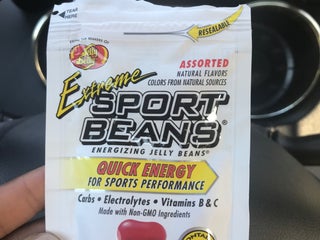 TEAR
HERE
RESEALABLE
ASSORTED
NATURAL FLAVORS
COLORS FROM NATURAL SOURCES
Extreme
SPORT
BEANS®
ENERGIZING JELLY BEANS®
QUICK ENERGY
FOR SPORTS PERFORMANCE
Carbs • Electrolytes • Vitamins B & C
Made with Non-GMO Ingredients